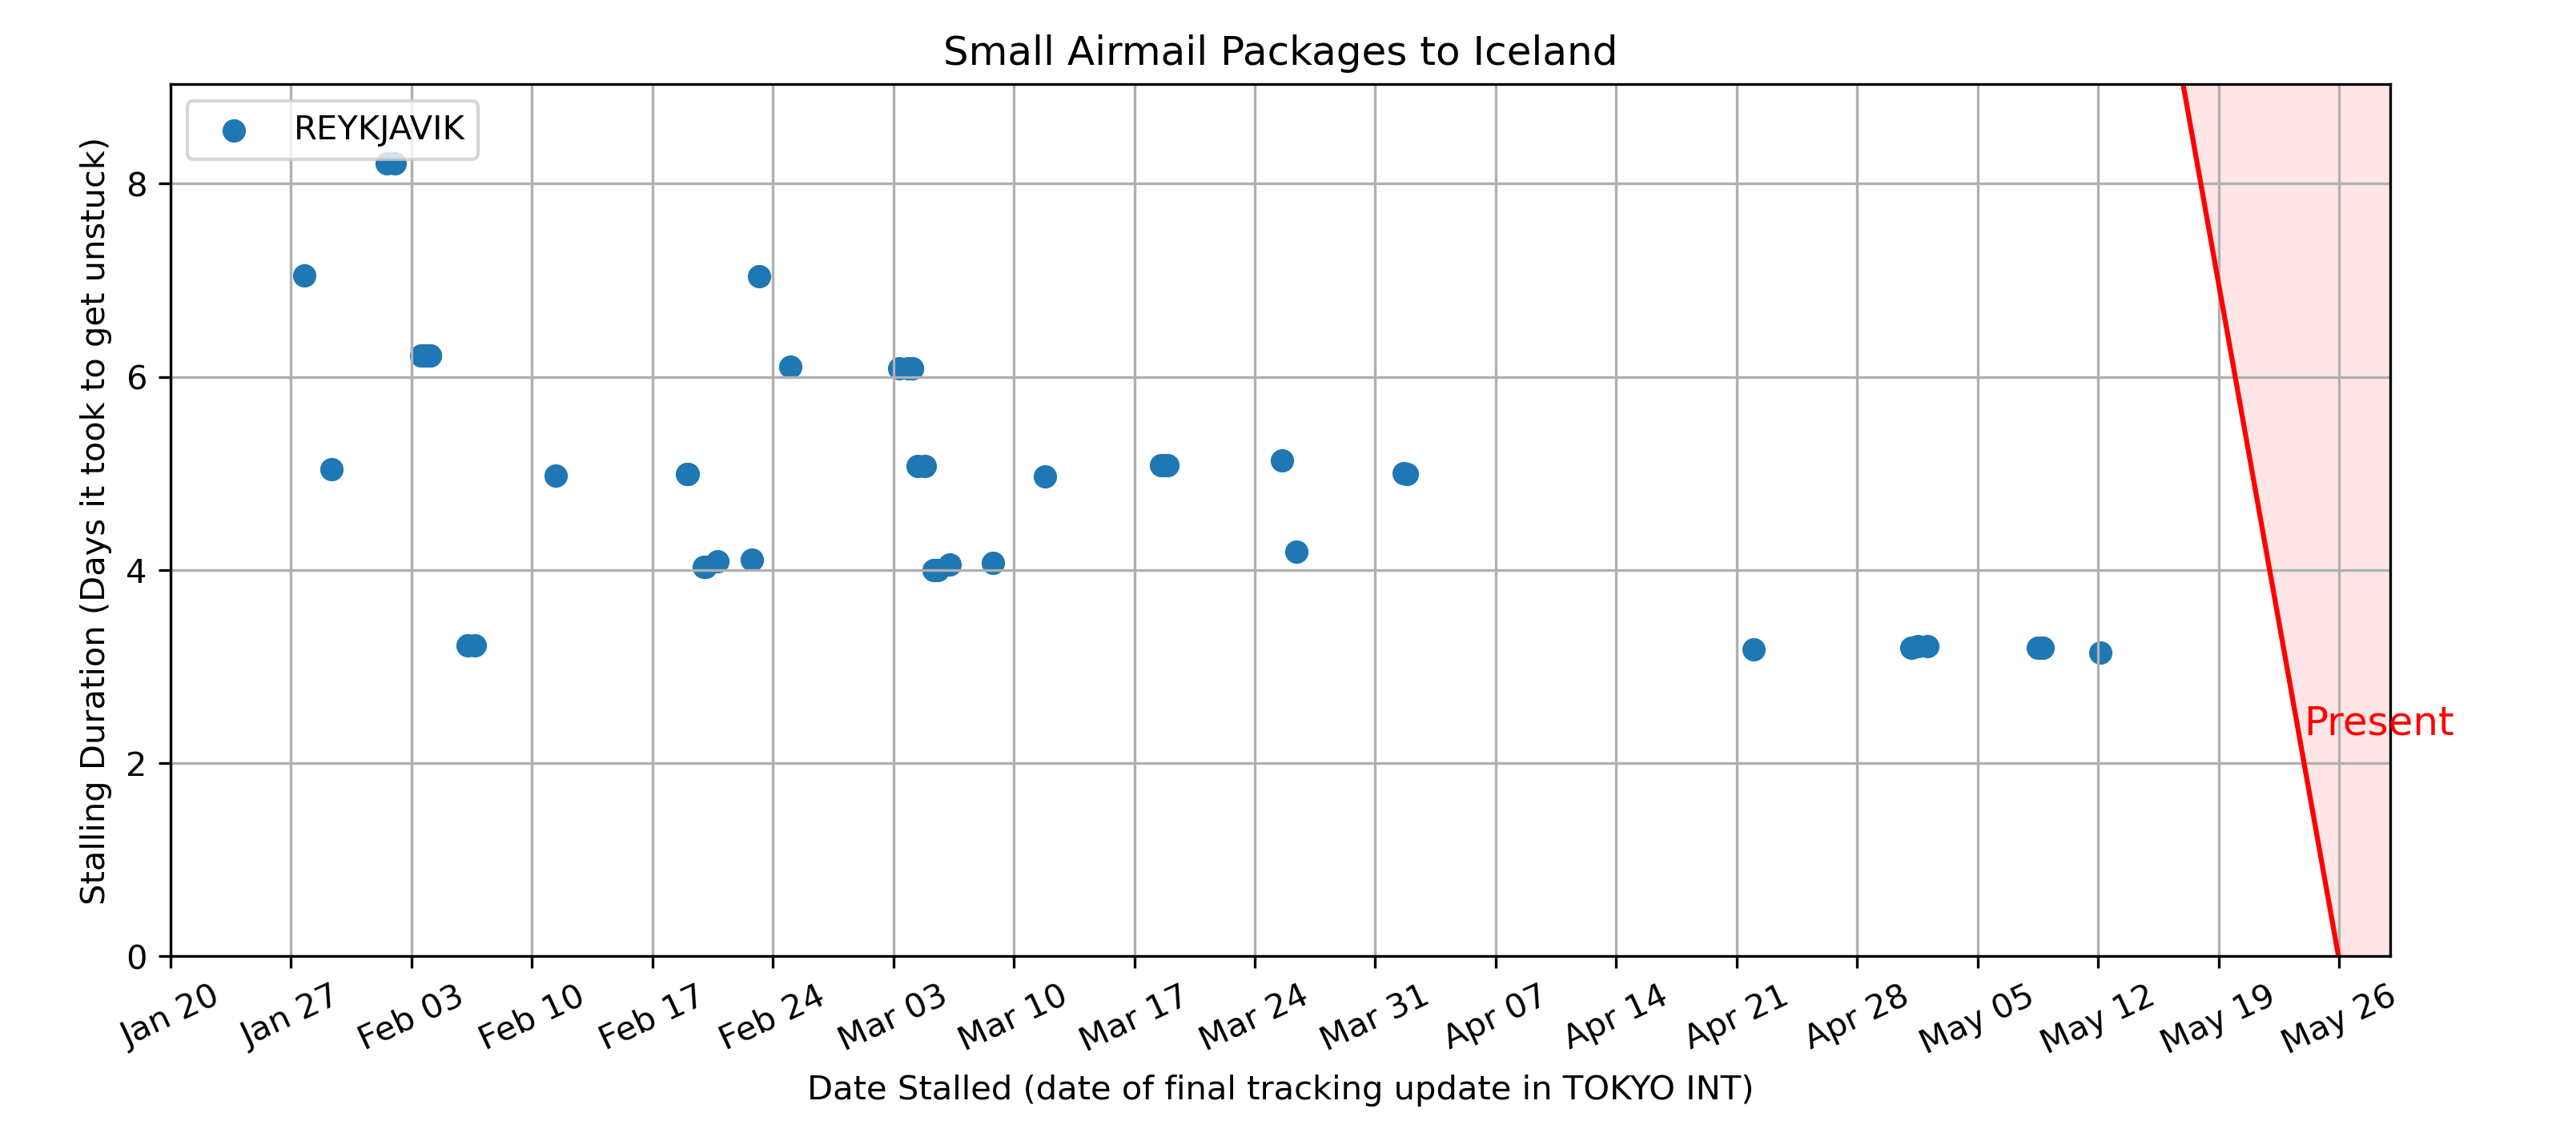 Small Airmail Packages to Iceland
REYKJAVIK
Stalling Duration (Days it took to get unstuck)
8
6
4
2
0
Present
Jan 20 Jan 27 Feb 03 Feb 10 Feb 17 Feb 24 Mar 03 Mar 10 Mar 17 Mar 24 Mar 31 Apr 07 Apr 14 Apr 21 Apr 28 May 05 May 12 May 19 May 26
Date Stalled (date of final tracking update in TOKYO INT)